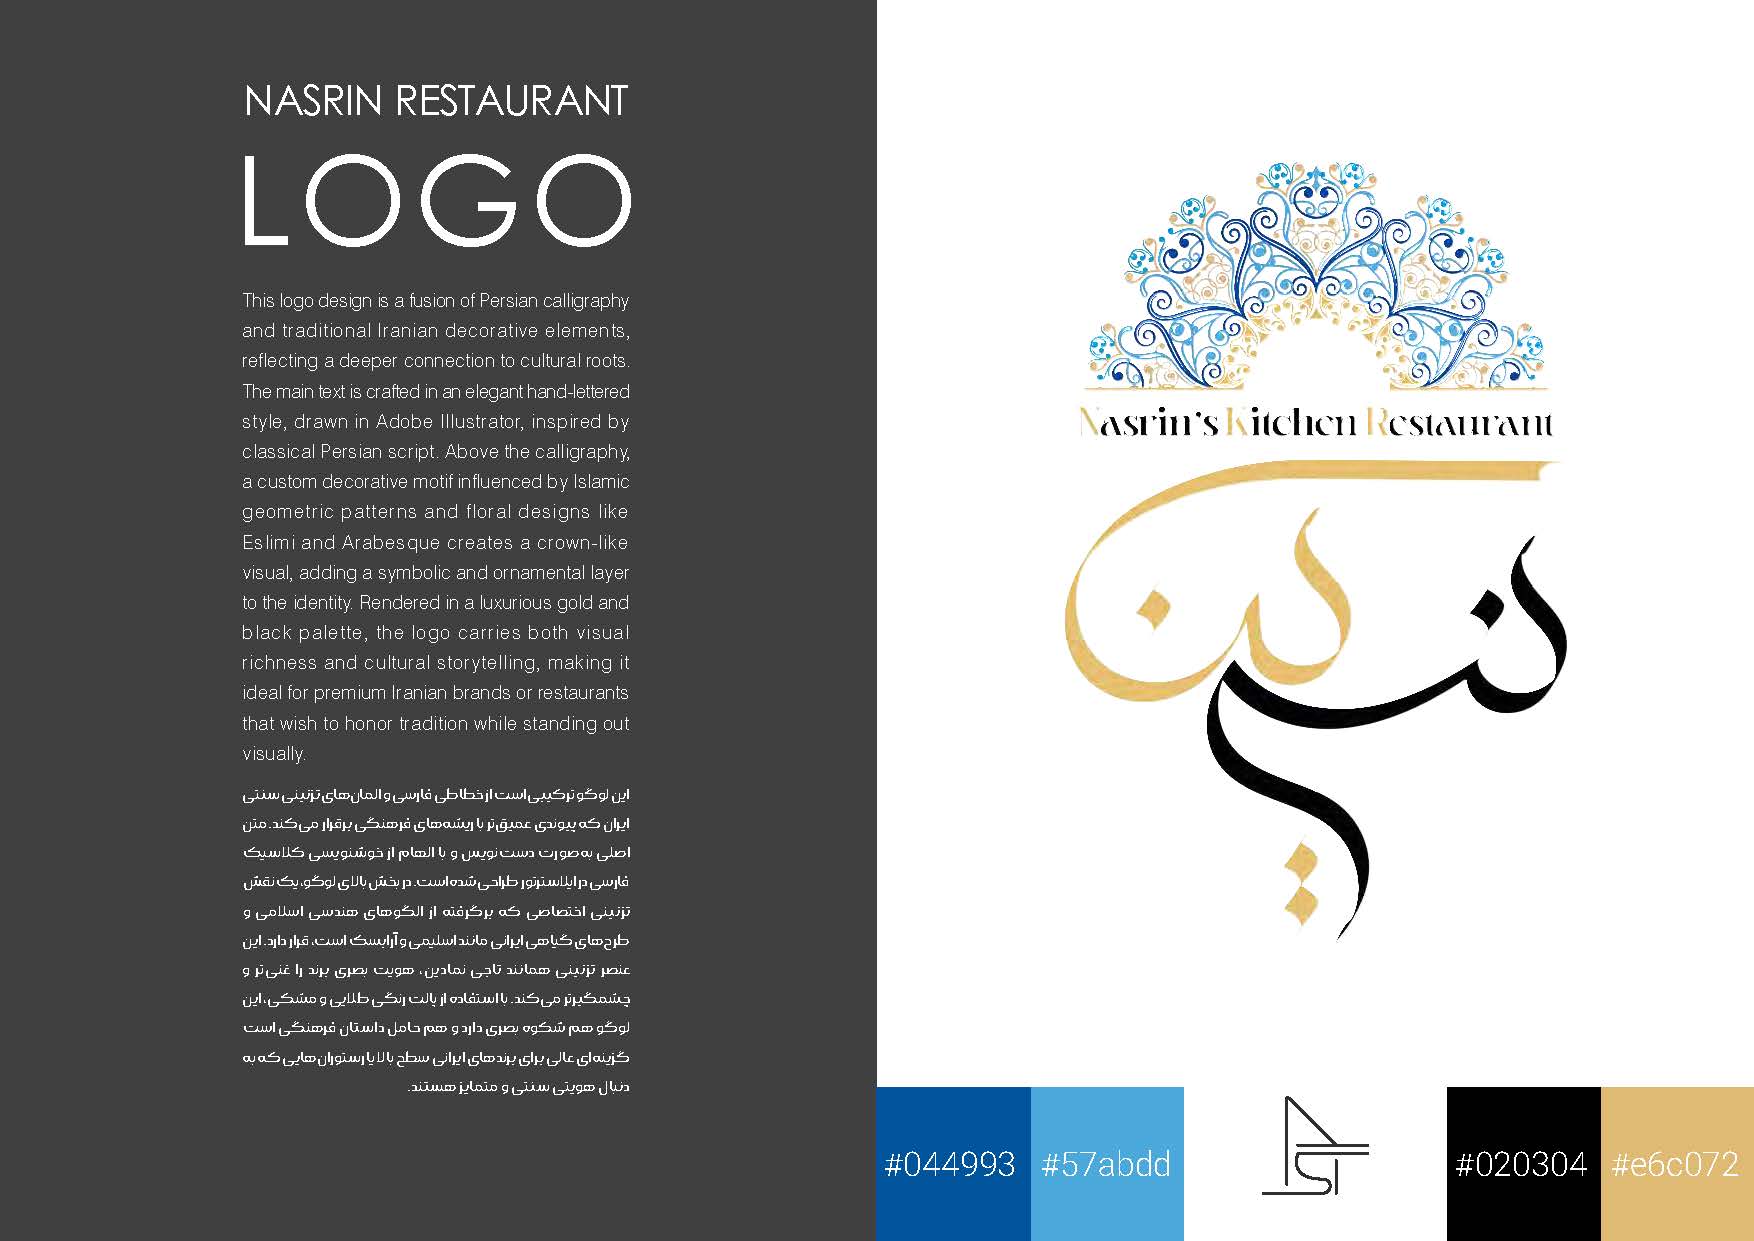 NASRIN RESTAURANT
LOGO
This logo design is a fusion of Persian calligraphy
and traditional Iranian decorative elements,
reflecting a deeper connection to cultural roots.
The main text is crafted in an elegant hand-lettered
style, drawn in Adobe Illustrator, inspired by
classical Persian script. Above the calligraphy,
a custom decorative motif influenced by Islamic
geometric patterns and floral designs like
Eslimi and Arabesque creates a crown-like
visual, adding a symbolic and ornamental layer
to the identity. Rendered in a luxurious gold and
black palette, the logo carries both visual
richness and cultural storytelling, making it
ideal for premium Iranian brands or restaurants
that wish to honor tradition while standing out
visually.
این لوگو ترکیبی است از خطاطی فارسی و المان‌های تزئینی سنتی
ایران که پیوندی عمیق‌تر با ریشه‌های فرهنگی برقرار می‌کند. متن
اصلی به‌صورت دست‌نویس و با الهام از خوشنویسی کلاسیک
فارسی در ایلاسترتور طراحی شده است. در بخش بالای لوگو، یک نقش
تزئینی اختصاصی که برگرفته از الگوهای هندسی اسلامی و
طرح‌های گیاهی ایرانی مانند اسلیمی و آرابسک است، قرار دارد. این
عنصر تزئینی همانند تاجی نمادین، هویت بصری برند را غنی‌تر و
چشمگیرتر می‌کند. با استفاده از پالت رنگی طلایی و مشکی، این
لوگو هم شکوه بصری دارد و هم حامل داستان فرهنگی است
گزینه‌ای عالی برای برندهای ایرانی سطح بالا یا رستوران‌هایی که به
دنبال هویتی سنتی و متمایز هستند.
Nasrin's Kitchen Restaurant
#044993 #57abdd #020304 #e6c072